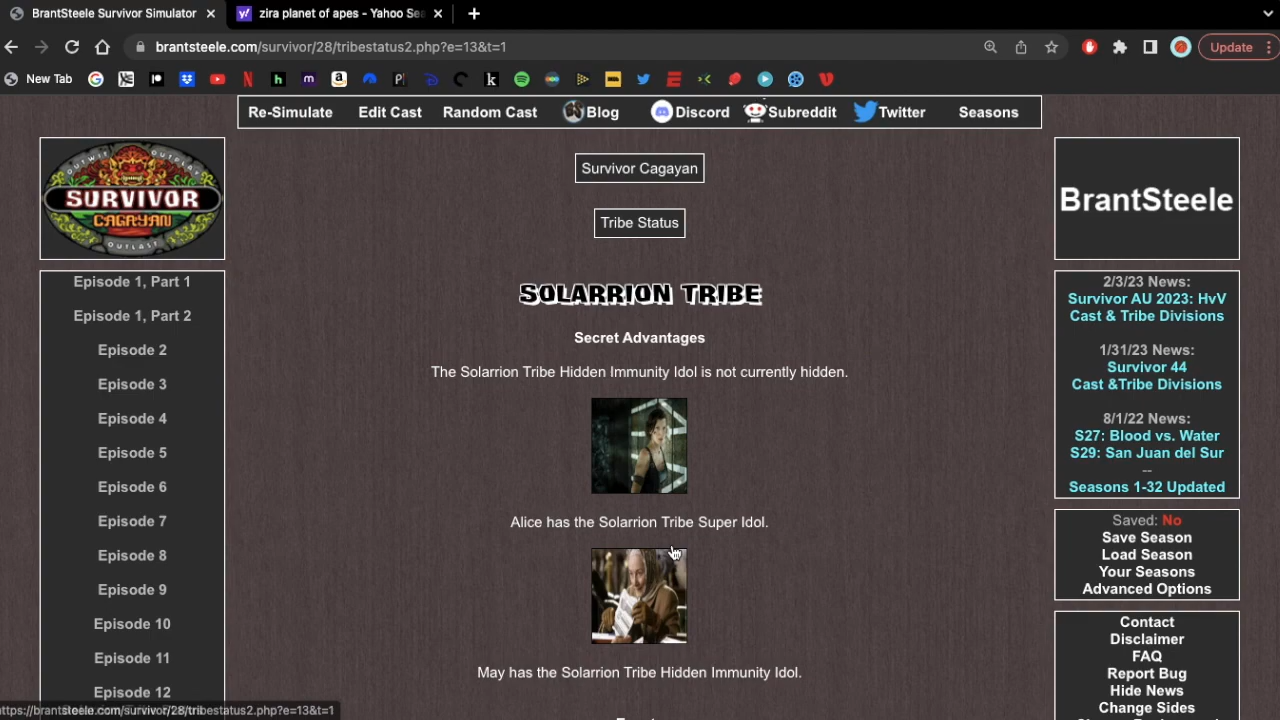 BrantSteele Survivor Simulator
zira planet of apes - Yahoo Sea
brantsteele.com/survivor/28/tribestatus2.php?e=13&t=1
Update
New Tab
Re-Simulate Edit Cast Random Cast Blog Discord Subreddit Twitter Seasons
OUTWIT OUTPLAY
SURVIVOR
CAGAYAN
OUTLAST
Episode 1, Part 1
Episode 1, Part 2
Episode 2
Episode 3
Episode 4
Episode 5
Episode 6
Episode 7
Episode 8
Episode 9
Episode 10
Episode 11
Episode 12
Survivor Cagayan
Tribe Status
SOLARRION TRIBE
Secret Advantages
The Solarrion Tribe Hidden Immunity Idol is not currently hidden.
Alice has the Solarrion Tribe Super Idol.
May has the Solarrion Tribe Hidden Immunity Idol.
BrantSteele
2/3/23 News:
Survivor AU 2023: HvV
Cast & Tribe Divisions
1/31/23 News:
Survivor 44
Cast &Tribe Divisions
8/1/22 News:
S27: Blood vs. Water
S29: San Juan del Sur
--
Seasons 1-32 Updated
Saved: No
Save Season
Load Season
Your Seasons
Advanced Options
Contact
Disclaimer
FAQ
Report Bug
Hide News
Change Sides
https://brantsteele.com/survivor/28/tribestatus2.php?e=13&t=1